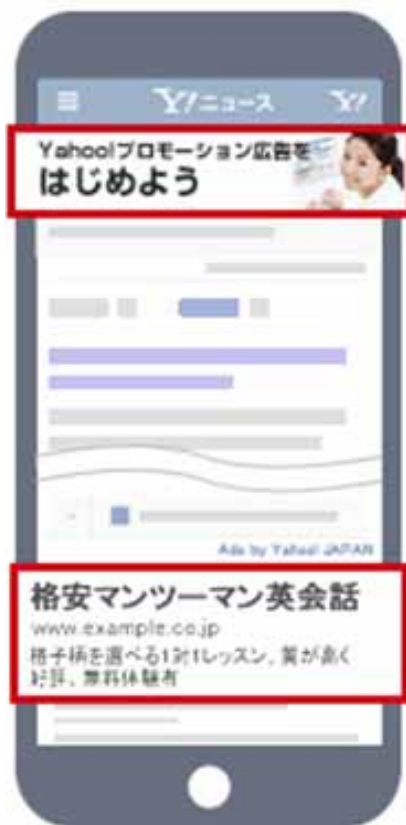 Y!ニュース Y!
Yahoo!プロモーション広告を
はじめよう
Ads by Yahoo! JAPAN
格安マンツーマン英会話
www.example.co.jp
格子柄を選べる1対1レッスン、質が高く
好評、無料体験有